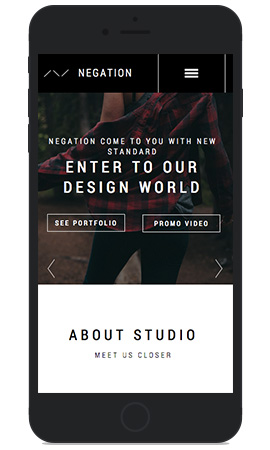 NEGATION
NEGATION COME TO YOU WITH NEW
STANDARD
ENTER TO OUR
DESIGN WORLD
SEE PORTFOLIO
PROMO VIDEO
ABOUT STUDIO
MEET US CLOSER